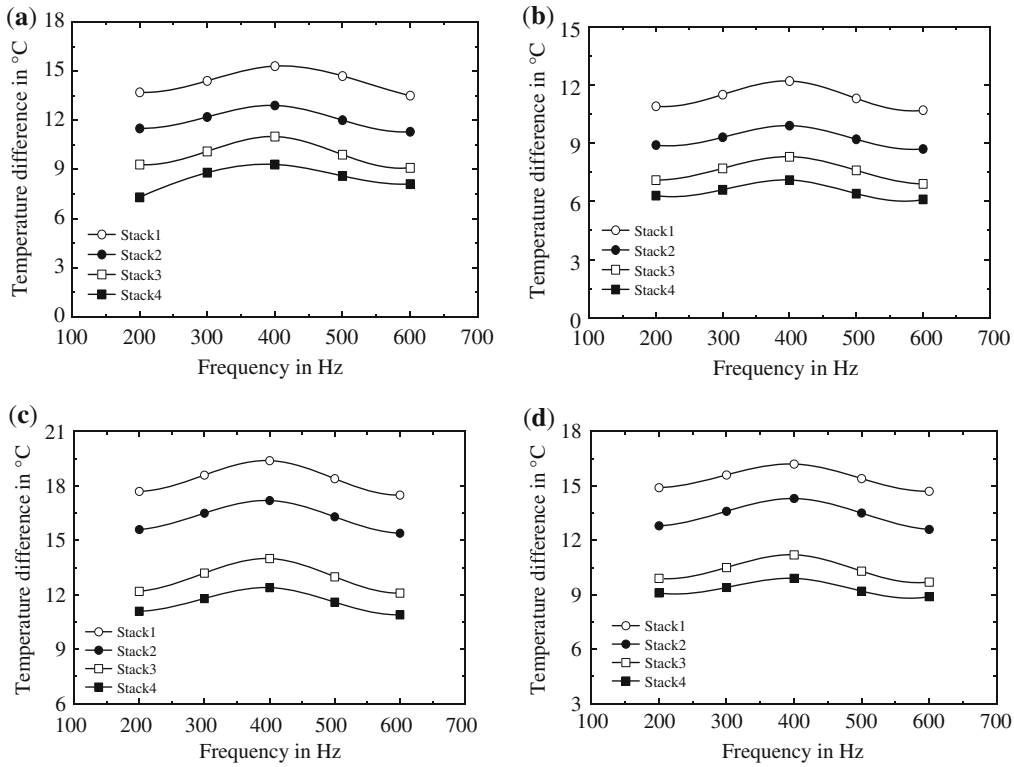 (a)
18
15
12
9
6
3
0
Temperature difference in °C
Stack1
Stack2
Stack3
Stack4
100 200 300 400 500 600 700
Frequency in Hz
(b)
15
12
9
6
3
0
Temperature difference in °C
Stack1
Stack2
Stack3
Stack4
100 200 300 400 500 600 700
Frequency in Hz
(c)
21
18
15
12
9
6
Temperature difference in °C
Stack1
Stack2
Stack3
Stack4
100 200 300 400 500 600 700
Frequency in Hz
(d)
18
15
12
9
6
3
Temperature difference in °C
Stack1
Stack2
Stack3
Stack4
100 200 300 400 500 600 700
Frequency in Hz